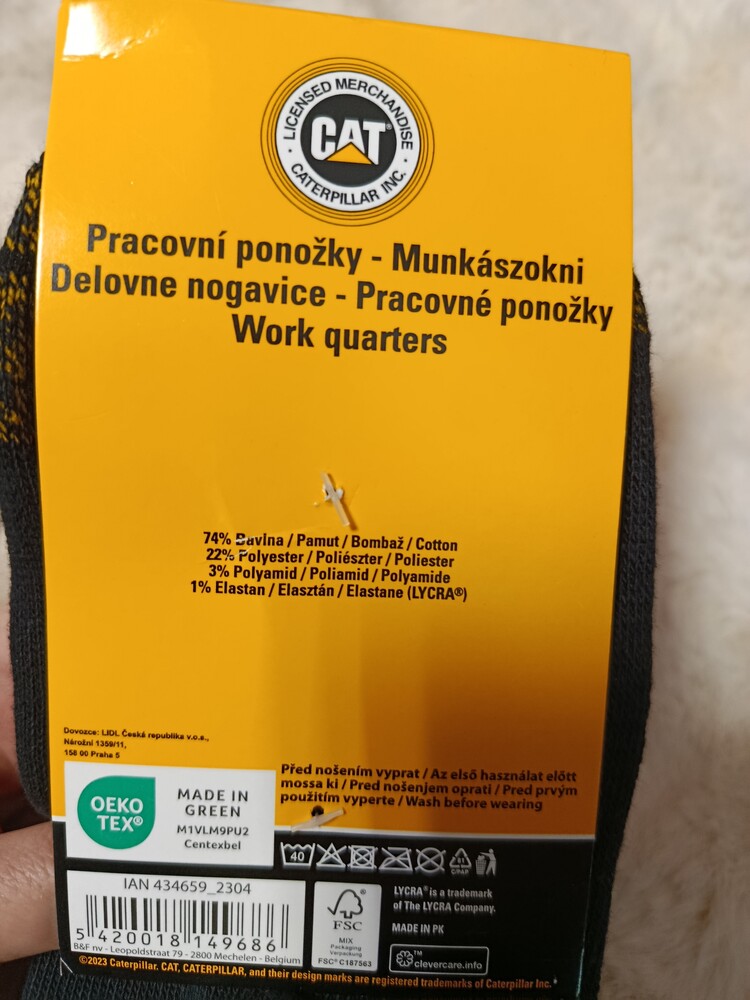 LICENSED MERCHANDISE
CAT®
CATERPILLAR INC.
Pracovní ponožky - Munkászokni
Delovne nogavice - Pracovné ponožky
Work quarters
74% Bavlna / Pamut / Bombaž / Cotton
22% Polyester / Poliészter / Poliester
3% Polyamid / Poliamid / Polyamide
1% Elastan / Elasztán / Elastane (LYCRA®)
Dovozce: LIDL Česká republika v.o.s.,
Nárožní 1359/11,
158 00 Praha 5
Před nošením vyprat / Az első használat előtt
mossa ki / Pred nošenjem oprati / Pred prvým
použitím vyperte / Wash before wearing
OEKO
TEX®
MADE IN
GREEN
M1VLM9PU2
Centexbel
40
81
C/PAP
IAN 434659_2304
5 420018 149686
B&F nv - Leopoldstraat 79 - 2800 Mechelen - Belgium
FSC
MIX
Packaging
Verpackung
FSC® C187563
LYCRA® is a trademark
of The LYCRA Company.
MADE IN PK
™
clevercare.info
©2023 Caterpillar. CAT, CATERPILLAR, and their design marks are registered trademarks of Caterpillar Inc.